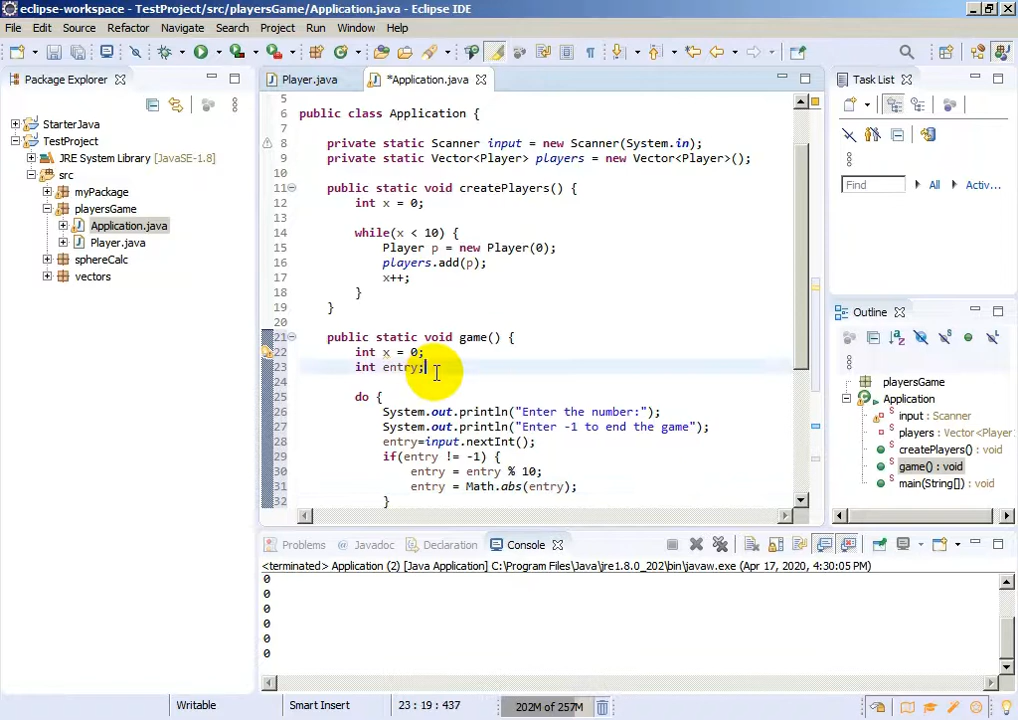 eclipse-workspace - TestProject/src/playersGame/Application.java - Eclipse IDE
File Edit Source Refactor Navigate Search Project Run Window Help
Package Explorer
StarterJava
TestProject
JRE System Library [JavaSE-1.8]
src
myPackage
playersGame
Application.java
Player.java
sphereCalc
vectors
Player.java *Application.java
5
6 public class Application {
7
8 private static Scanner input = new Scanner(System.in);
9 private static Vector<Player> players = new Vector<Player>();
10
11 public static void createPlayers() {
12 int x = 0;
13
14 while(x < 10) {
15 Player p = new Player(0);
16 players.add(p);
17 x++;
18 }
19 }
20
21 public static void game() {
22 int x = 0;
23 int entry;
24
25 do {
26 System.out.println("Enter the number:");
27 System.out.println("Enter -1 to end the game");
28 entry=input.nextInt();
29 if(entry != -1) {
30 entry = entry % 10;
31 entry = Math.abs(entry);
32 }
Task List
Find All Activ...
Outline
playersGame
Application
input : Scanner
players : Vector<Player
createPlayers() : void
game() : void
main(String[]) : void
Problems Javadoc Declaration Console
<terminated> Application (2) [Java Application] C:\Program Files\Java\jre1.8.0_202\bin\javaw.exe (Apr 17, 2020, 4:30:05 PM)
0
0
0
0
0
0
Writable Smart Insert 23 : 19 : 437 202M of 257M